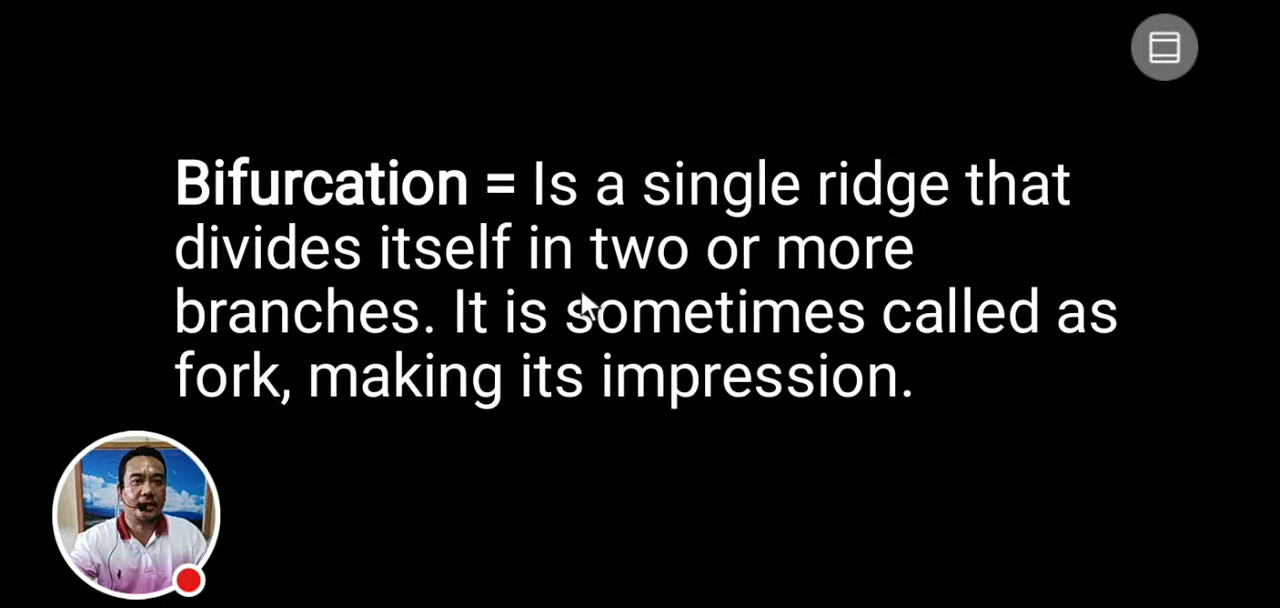 Bifurcation = Is a single ridge that
divides itself in two or more
branches. It is sometimes called as
fork, making its impression.